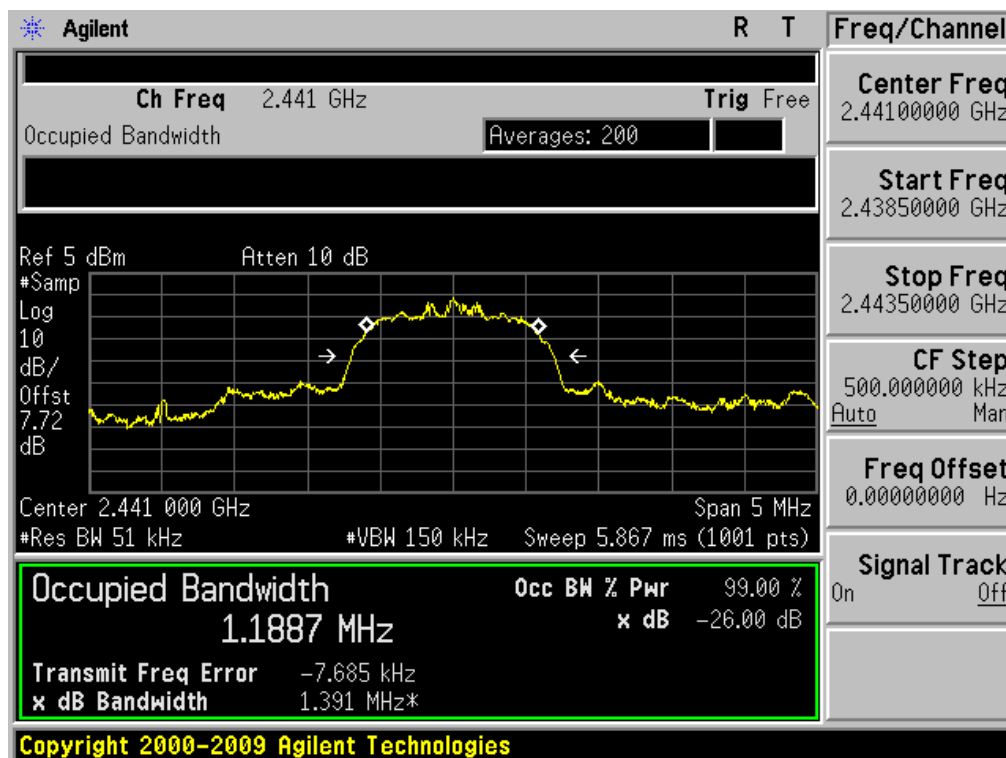 Agilent R T
Ch Freq 2.441 GHz Trig Free
Occupied Bandwidth Averages: 200
Ref 5 dBm Atten 10 dB
#Samp
Log
10
dB/
Offst
7.72
dB
Center 2.441 000 GHz Span 5 MHz
#Res BW 51 kHz #VBW 150 kHz Sweep 5.867 ms (1001 pts)
Occupied Bandwidth Occ BW % Pwr 99.00 %
1.1887 MHz x dB -26.00 dB
Transmit Freq Error -7.685 kHz
x dB Bandwidth 1.391 MHz*
Copyright 2000-2009 Agilent Technologies
Freq/Channel
Center Freq
2.44100000 GHz
Start Freq
2.43850000 GHz
Stop Freq
2.44350000 GHz
CF Step
500.000000 kHz
Auto Man
Freq Offset
0.00000000 Hz
Signal Track
On Off